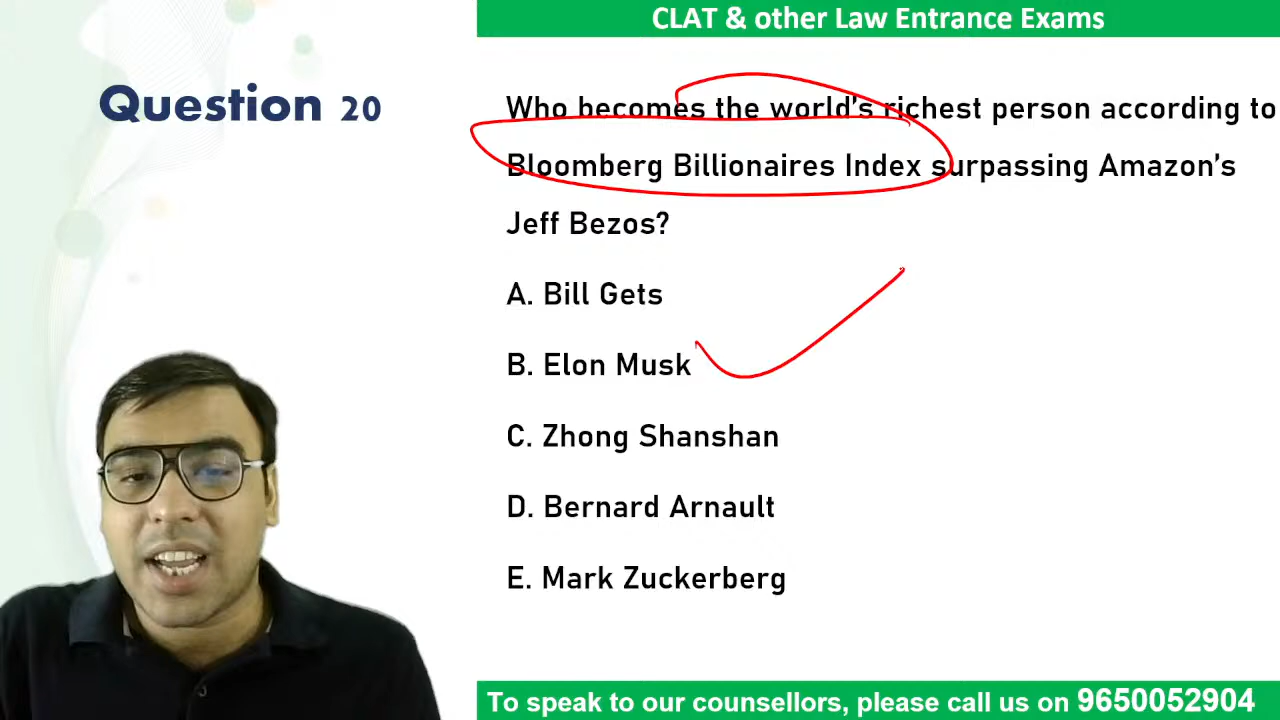 CLAT & other Law Entrance Exams
Question 20
Who becomes the world's richest person according to
Bloomberg Billionaires Index surpassing Amazon's
Jeff Bezos?
A. Bill Gets
B. Elon Musk
C. Zhong Shanshan
D. Bernard Arnault
E. Mark Zuckerberg
To speak to our counsellors, please call us on 9650052904